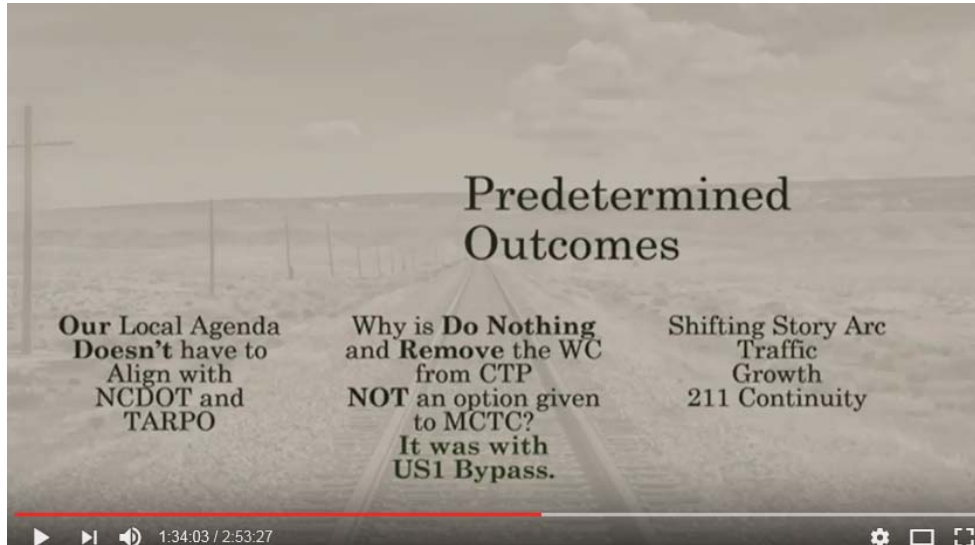 Predetermined
Outcomes
Our Local Agenda
Doesn't have to
Align with
NCDOT and
TARPO
Why is Do Nothing
and Remove the WC
from CTP
NOT an option given
to MCTC?
It was with
US1 Bypass.
Shifting Story Arc
Traffic
Growth
211 Continuity
1:34:03 / 2:53:27